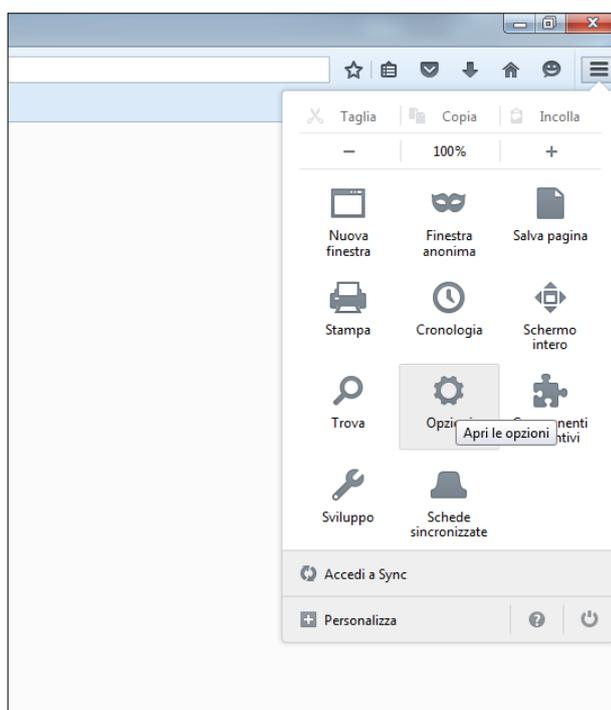 Taglia Copia Incolla
100%
Nuova finestra
Finestra anonima
Salva pagina
Stampa
Cronologia
Schermo intero
Trova
Apri le opzioni
Sviluppo
Schede sincronizzate
Accedi a Sync
Personalizza